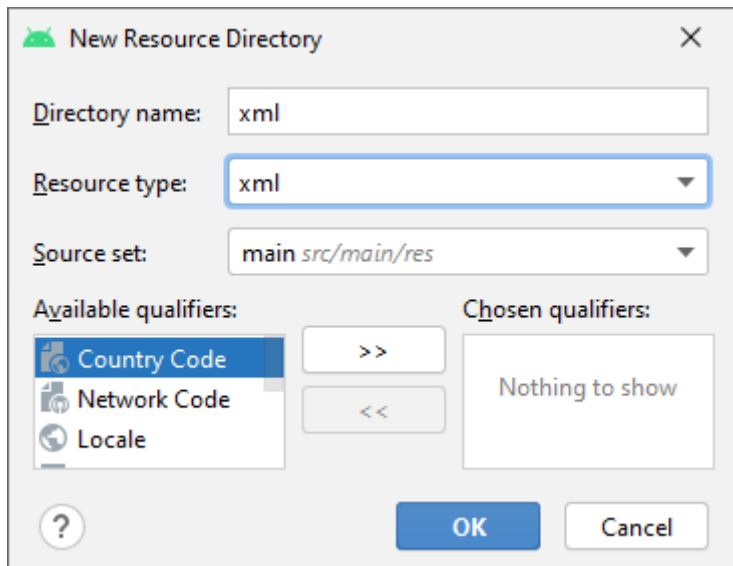 New Resource Directory
Directory name: xml
Resource type: xml
Source set: main src/main/res
Available qualifiers: Chosen qualifiers:
Country Code >> Nothing to show
Network Code <<
Locale
? OK Cancel